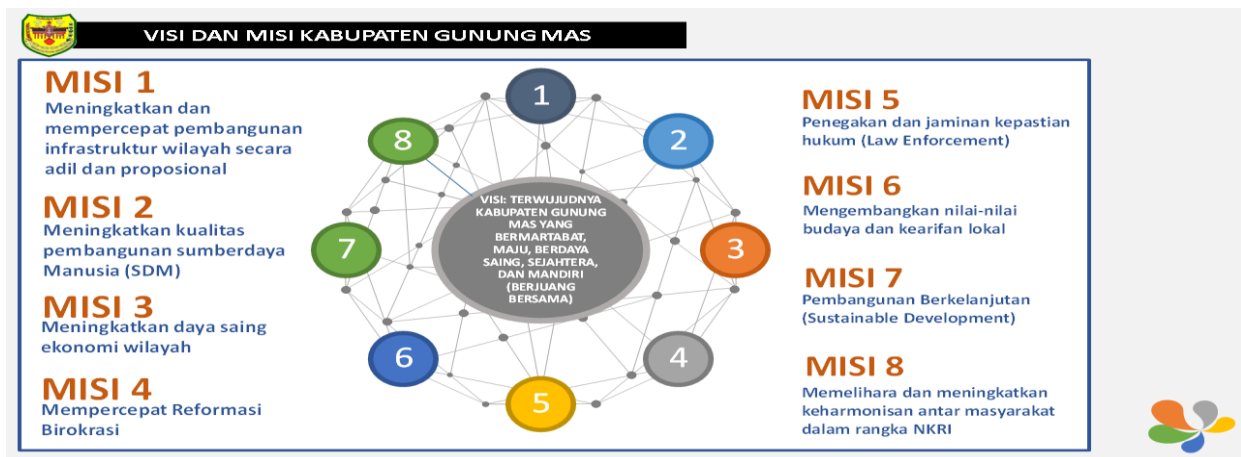 VISI DAN MISI KABUPATEN GUNUNG MAS
MISI 1
Meningkatkan dan
mempercepat pembangunan
infrastruktur wilayah secara
adil dan proposional
MISI 2
Meningkatkan kualitas
pembangunan sumberdaya
Manusia (SDM)
MISI 3
Meningkatkan daya saing
ekonomi wilayah
MISI 4
Mempercepat Reformasi
Birokrasi
1
2
3
4
5
6
7
8
VISI: TERWUJUDNYA
KABUPATEN GUNUNG
MAS YANG
BERMARTABAT,
MAJU, BERDAYA
SAING, SEJAHTERA,
DAN MANDIRI
(BERJUANG
BERSAMA)
MISI 5
Penegakan dan jaminan kepastian
hukum (Law Enforcement)
MISI 6
Mengembangkan nilai-nilai
budaya dan kearifan lokal
MISI 7
Pembangunan Berkelanjutan
(Sustainable Development)
MISI 8
Memelihara dan meningkatkan
keharmonisan antar masyarakat
dalam rangka NKRI